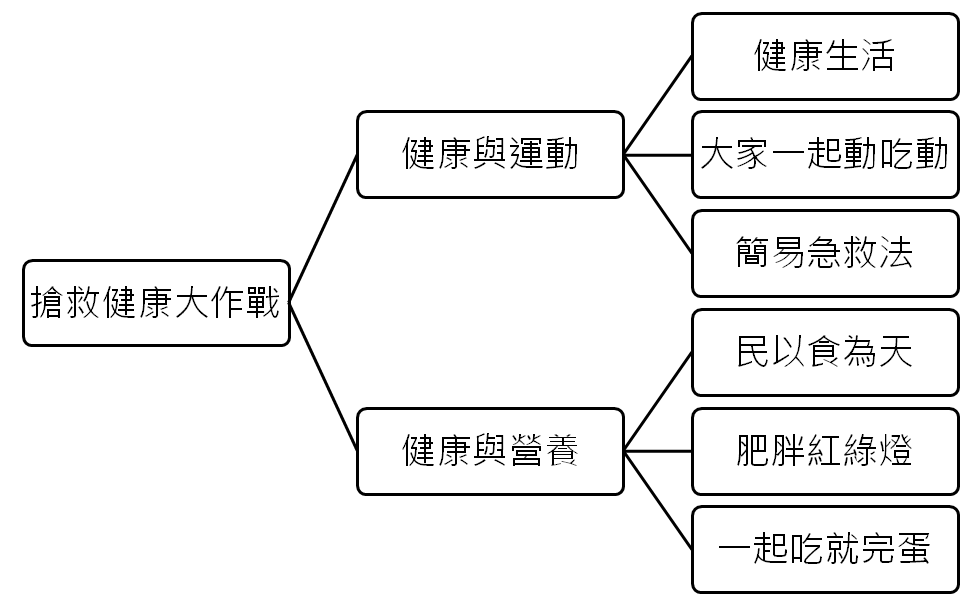 搶救健康大作戰
健康與運動
健康生活
大家一起動吃動
簡易急救法
健康與營養
民以食為天
肥胖紅綠燈
一起吃就完蛋